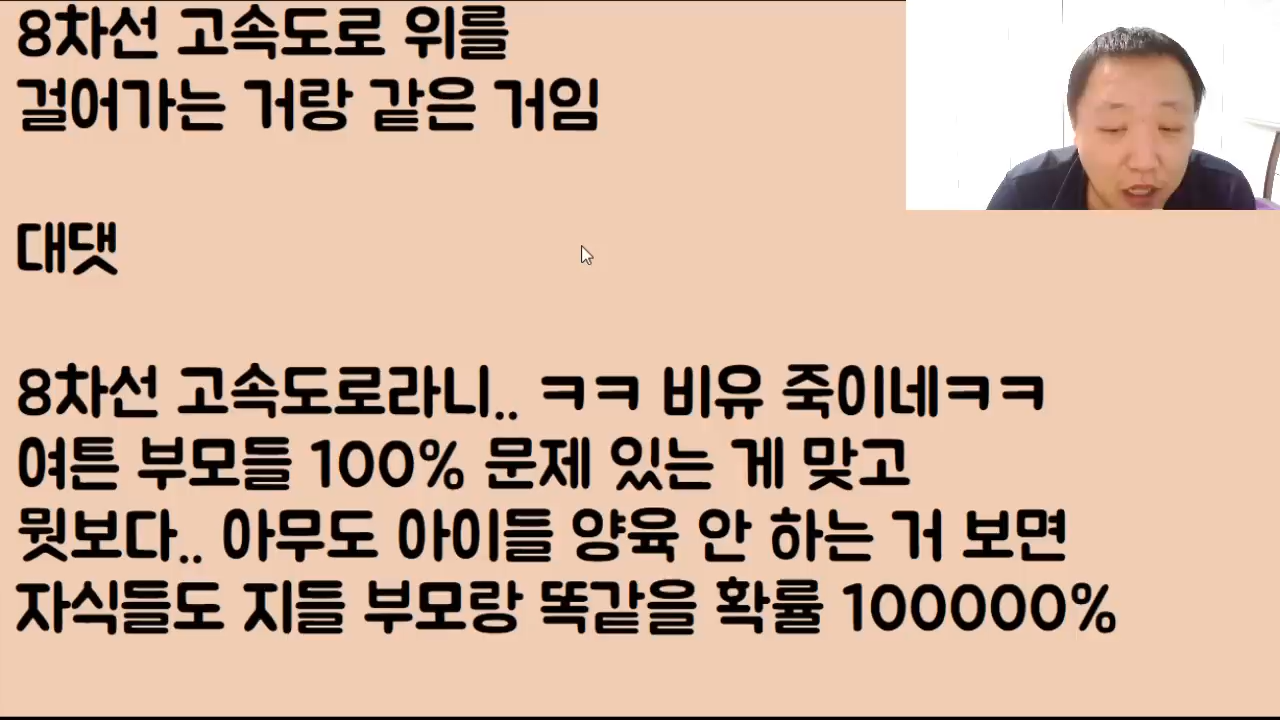 8차선 고속도로 위를
걸어가는 거랑 같은 거임
대댓
8차선 고속도로라니.. ㅋㅋ 비유 죽이네ㅋㅋ
여튼 부모들 100% 문제 있는 게 맞고
뭣보다.. 아무도 아이들 양육 안 하는 거 보면
자식들도 지들 부모랑 똑같을 확률 100000%